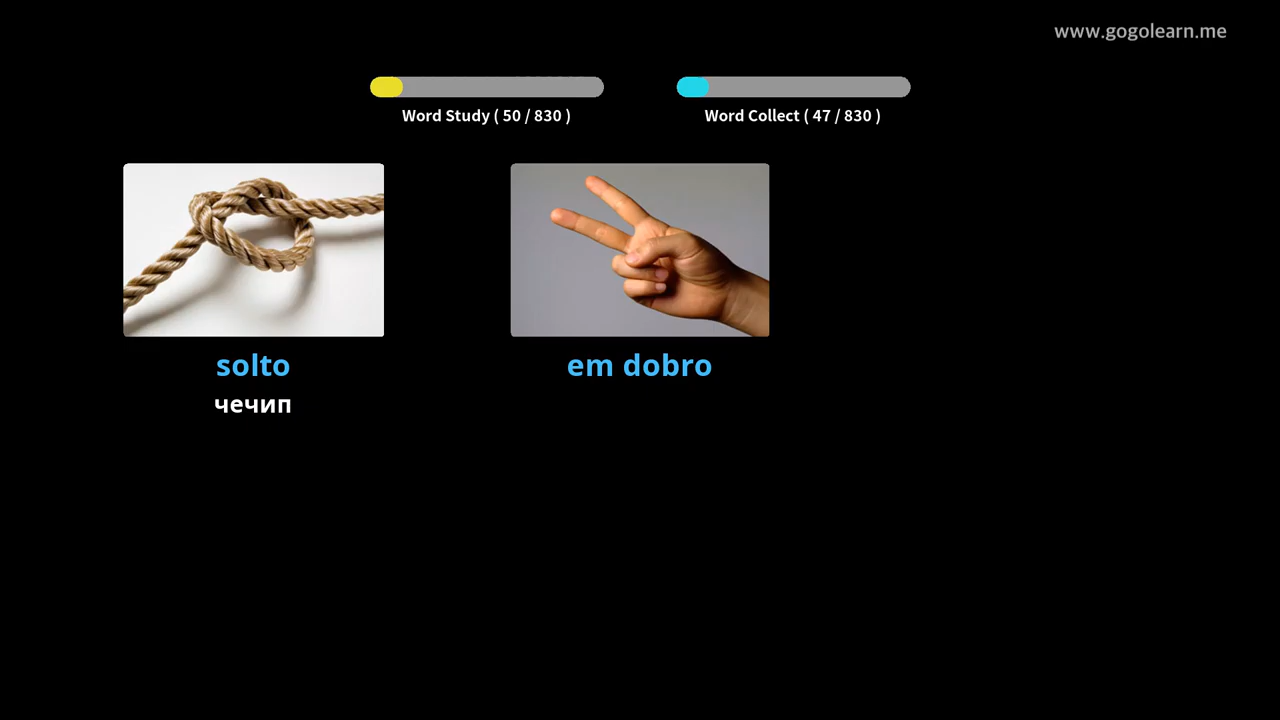 www.gogolearn.me
Word Study ( 50 / 830 )
Word Collect ( 47 / 830 )
solto
em dobro
чечип